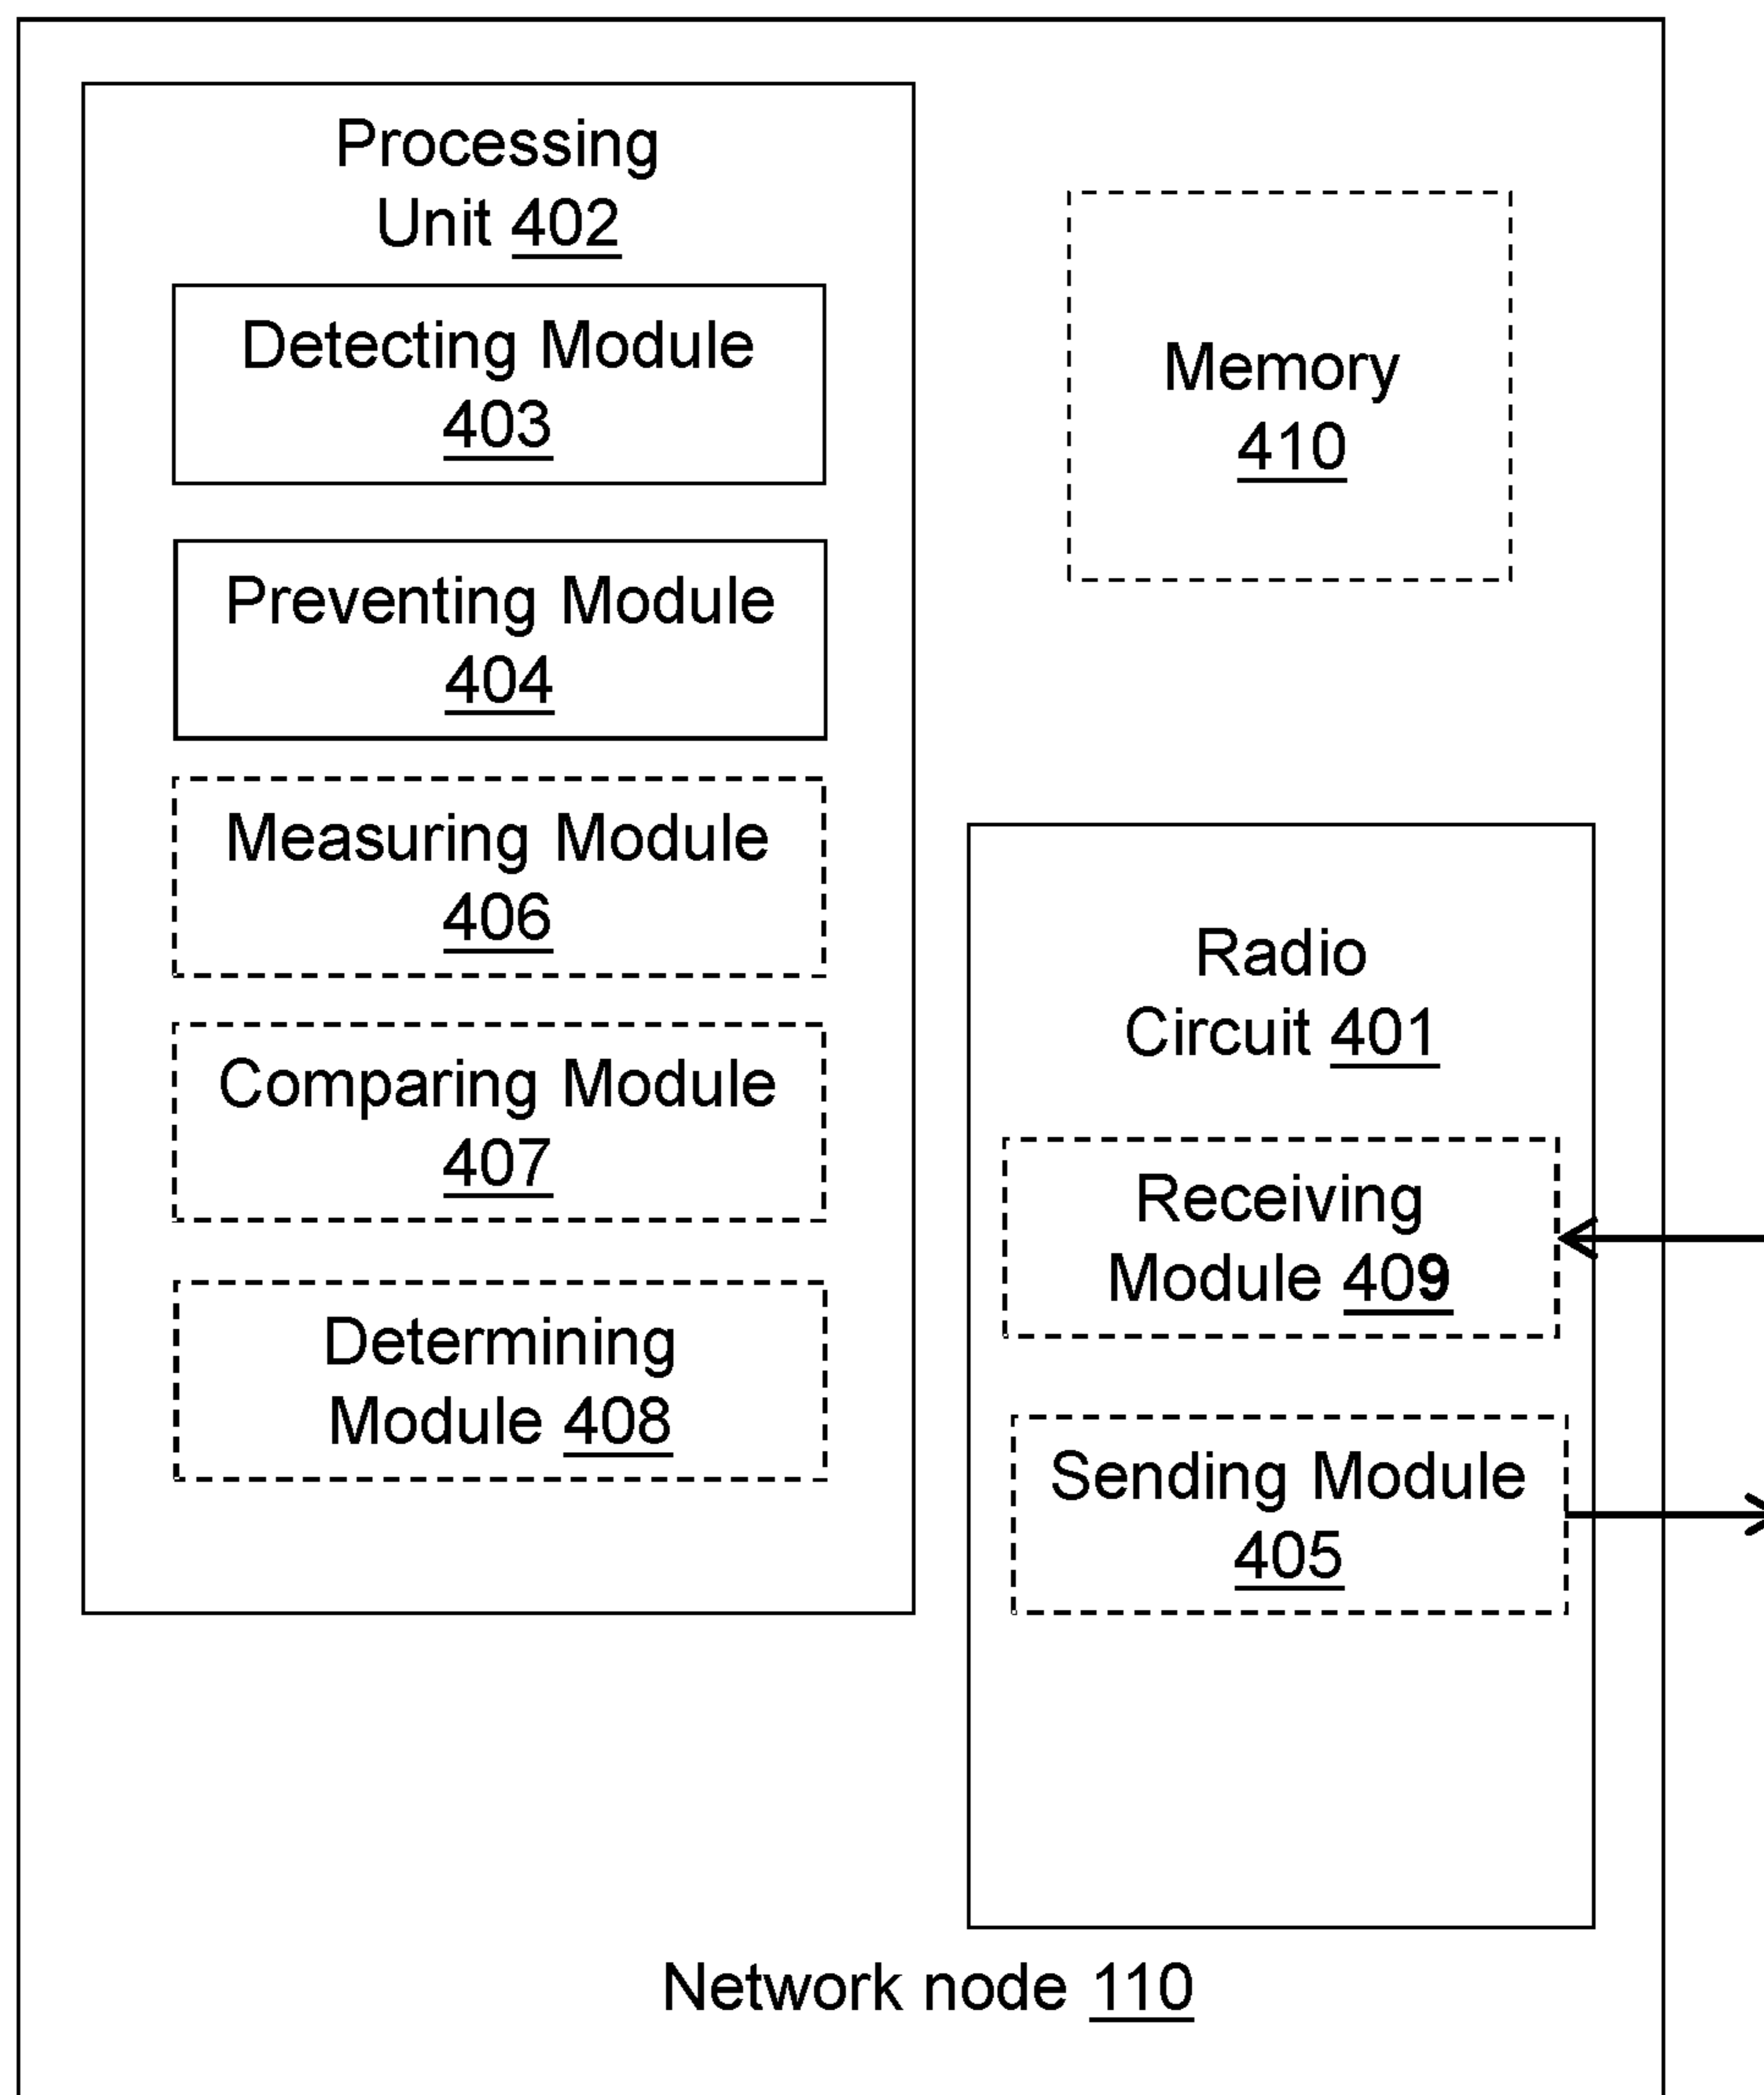 Processing
Unit 402
Detecting Module
403
Preventing Module
404
Measuring Module
406
Comparing Module
407
Determining
Module 408
Memory
410
Radio
Circuit 401
Receiving
Module 409
Sending Module
405
Network node 110